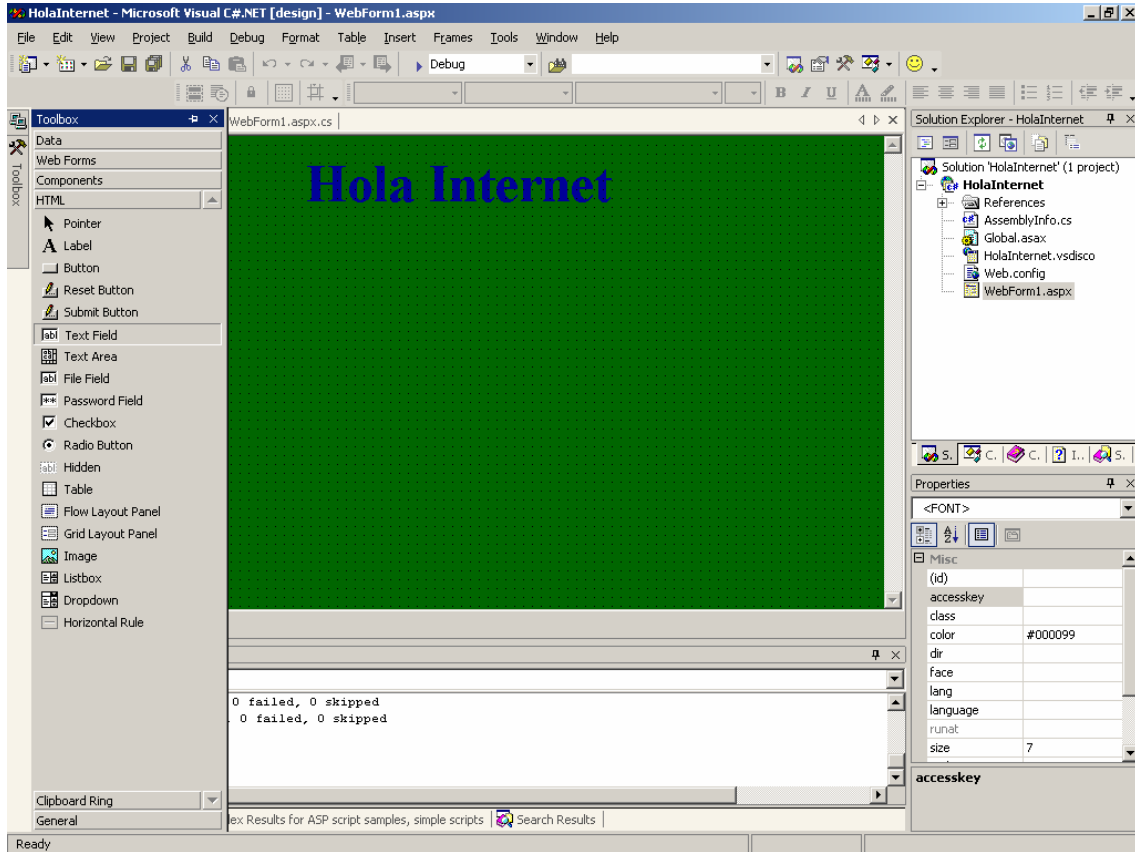 HolaInternet - Microsoft Visual C#.NET [design] - WebForm1.aspx
File Edit View Project Build Debug Format Table Insert Frames Tools Window Help
Debug
B I U A
Toolbox
Toolbox
Data
Web Forms
Components
HTML
Pointer
A Label
Button
Reset Button
Submit Button
abl Text Field
Text Area
abl File Field
** Password Field
Checkbox
Radio Button
abl Hidden
Table
Flow Layout Panel
Grid Layout Panel
Image
Listbox
Dropdown
Horizontal Rule
Clipboard Ring
General
WebForm1.aspx.cs
Hola Internet
0 failed, 0 skipped
0 failed, 0 skipped
Results for ASP script samples, simple scripts Search Results
Solution Explorer - HolaInternet
Solution 'HolaInternet' (1 project)
HolaInternet
References
AssemblyInfo.cs
Global.asax
HolaInternet.vsdisco
Web.config
WebForm1.aspx
S. C. C. I.. S.
Properties
<FONT>
Misc
(id)
accesskey
class
color #000099
dir
face
lang
language
runat
size 7
accesskey
Ready